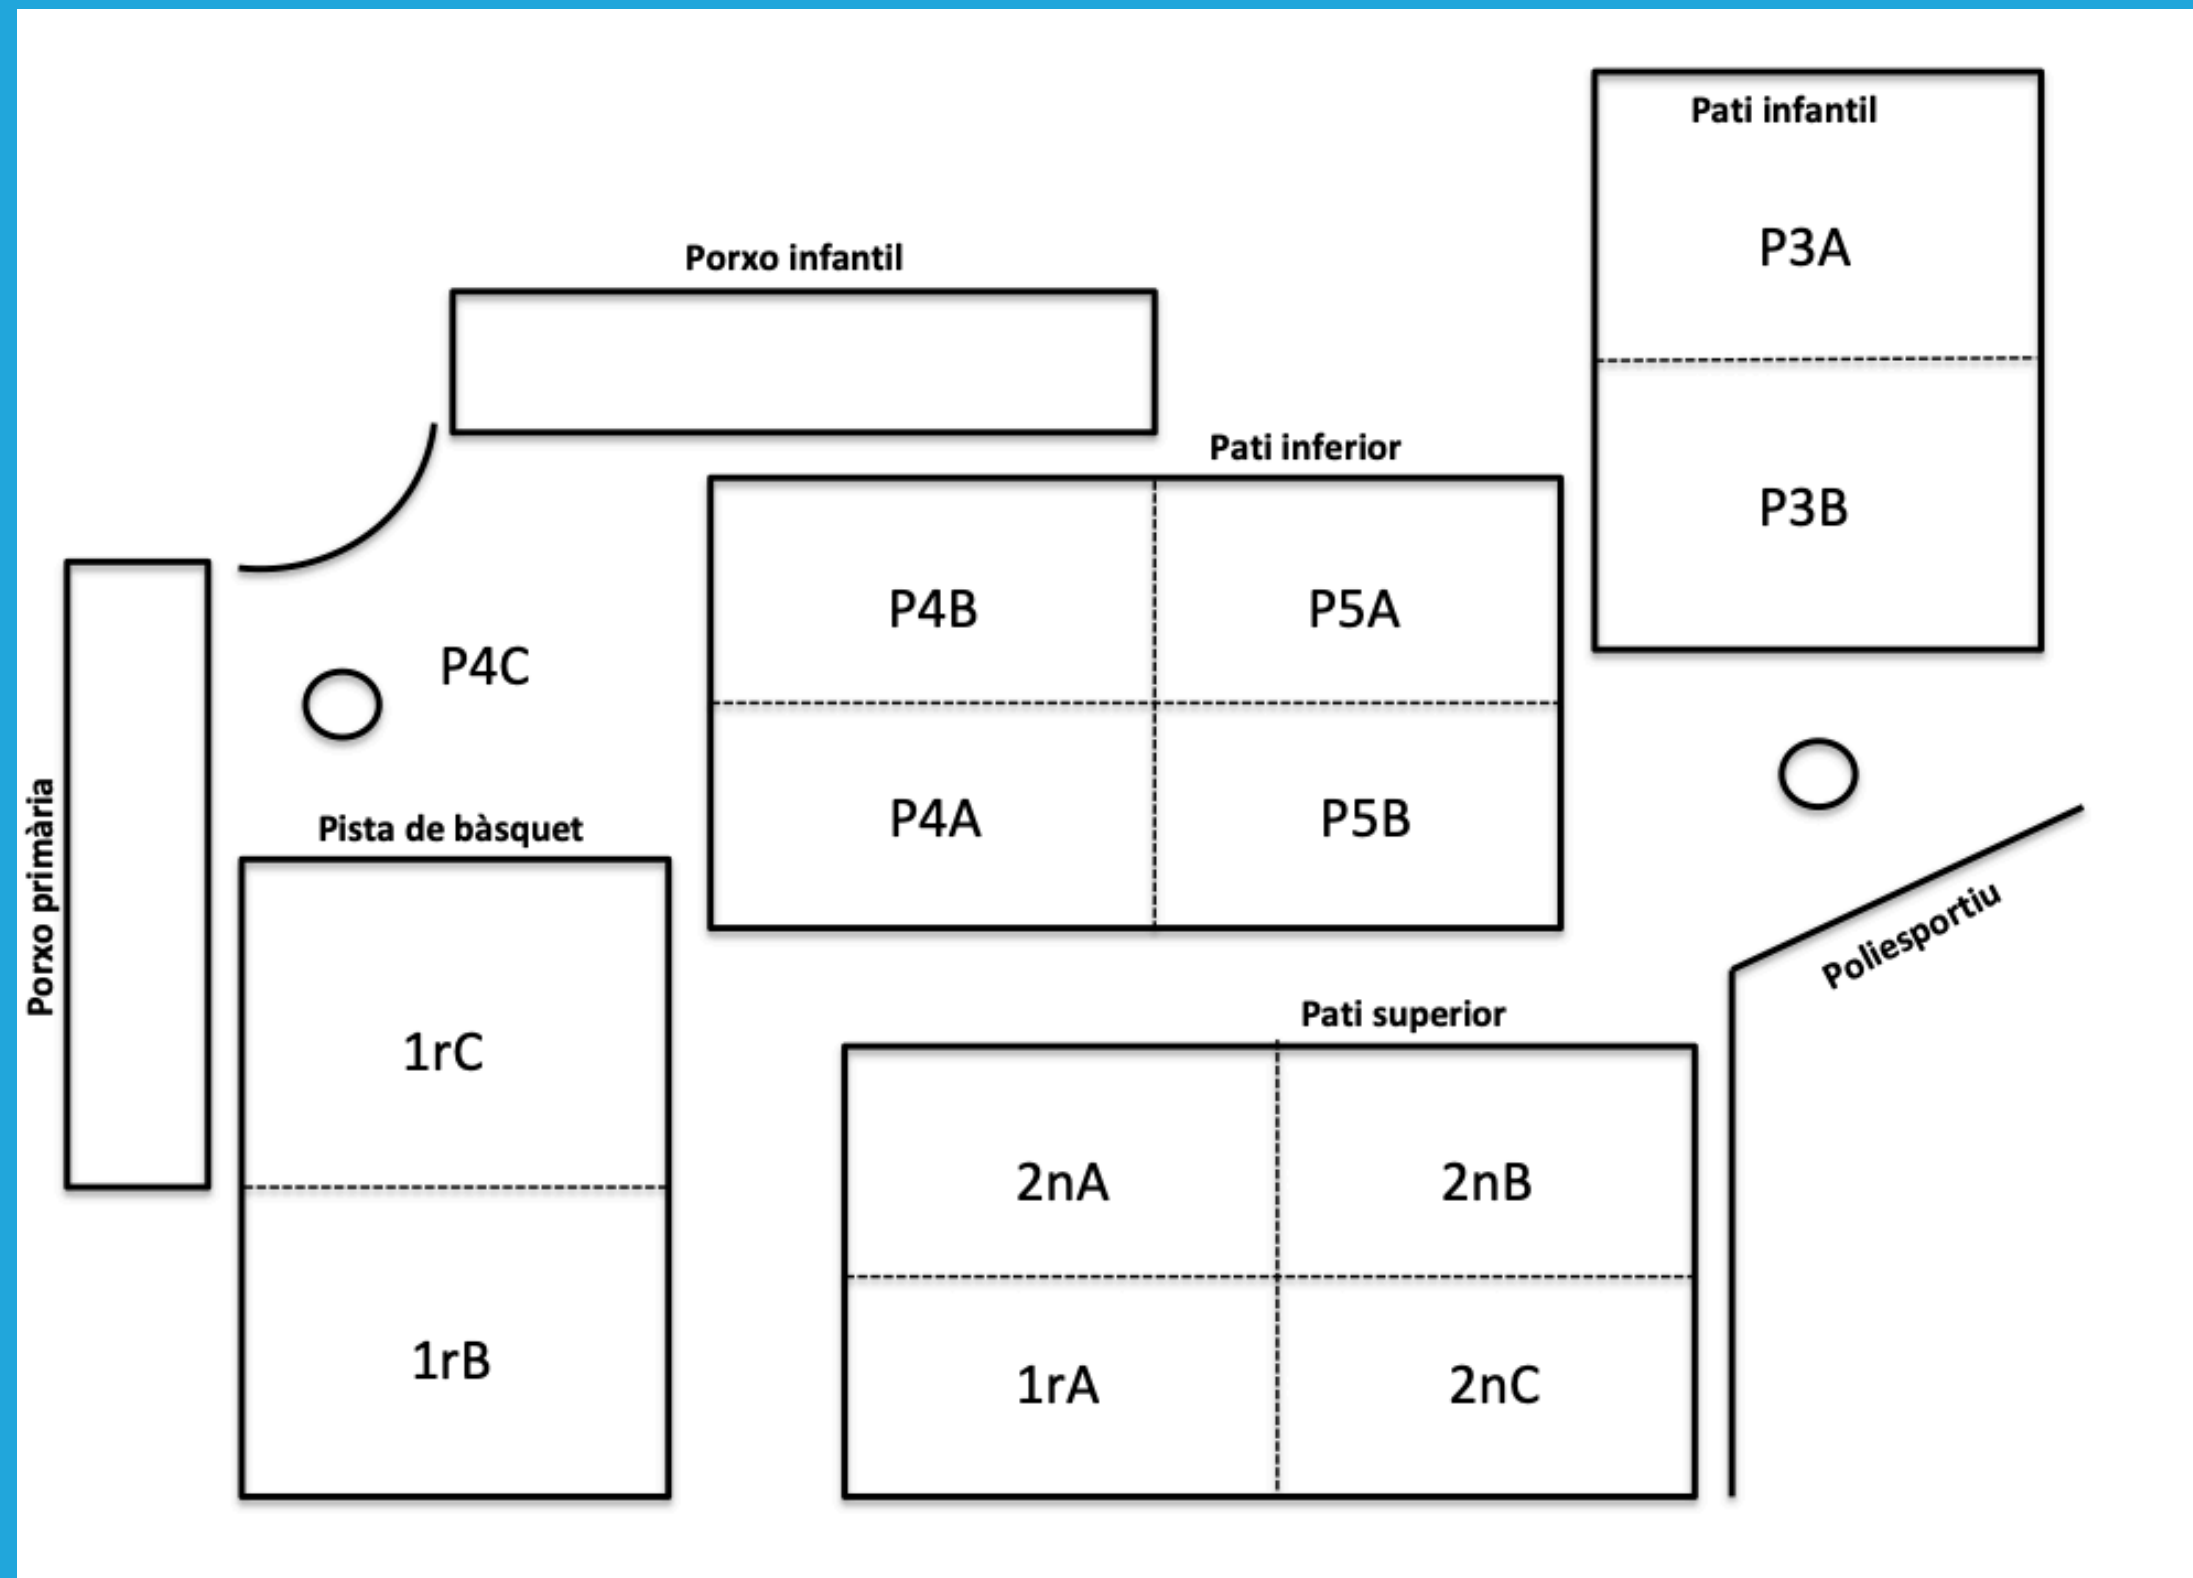 Pati infantil
P3A
P3B
Porxo infantil
Pati inferior
P4B
P5A
P4A
P5B
P4C
Porxo primària
Pista de bàsquet
1rC
1rB
Poliesportiu
Pati superior
2nA
2nB
1rA
2nC